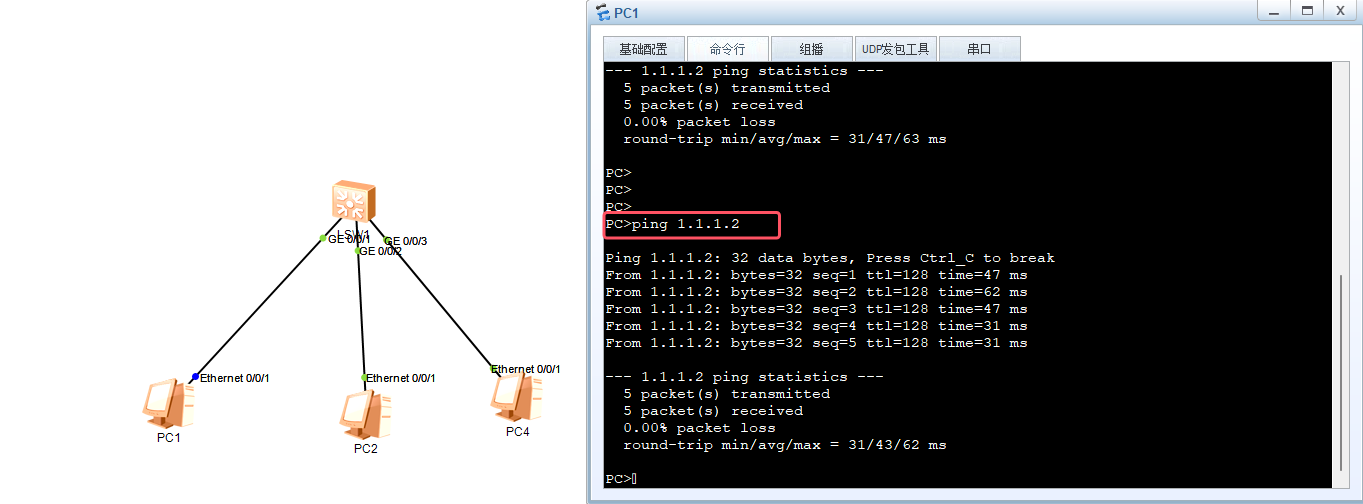 LSW1
GE 0/0/1
GE 0/0/3
GE 0/0/2
Ethernet 0/0/1
Ethernet 0/0/1
Ethernet 0/0/1
PC1
PC2
PC4
PC1
X
基础配置
命令行
组播
UDP发包工具
串口
--- 1.1.1.2 ping statistics ---
5 packet(s) transmitted
5 packet(s) received
0.00% packet loss
round-trip min/avg/max = 31/47/63 ms
PC>
PC>
PC>
PC>ping 1.1.1.2
Ping 1.1.1.2: 32 data bytes, Press Ctrl_C to break
From 1.1.1.2: bytes=32 seq=1 ttl=128 time=47 ms
From 1.1.1.2: bytes=32 seq=2 ttl=128 time=62 ms
From 1.1.1.2: bytes=32 seq=3 ttl=128 time=47 ms
From 1.1.1.2: bytes=32 seq=4 ttl=128 time=31 ms
From 1.1.1.2: bytes=32 seq=5 ttl=128 time=31 ms
--- 1.1.1.2 ping statistics ---
5 packet(s) transmitted
5 packet(s) received
0.00% packet loss
round-trip min/avg/max = 31/43/62 ms
PC>